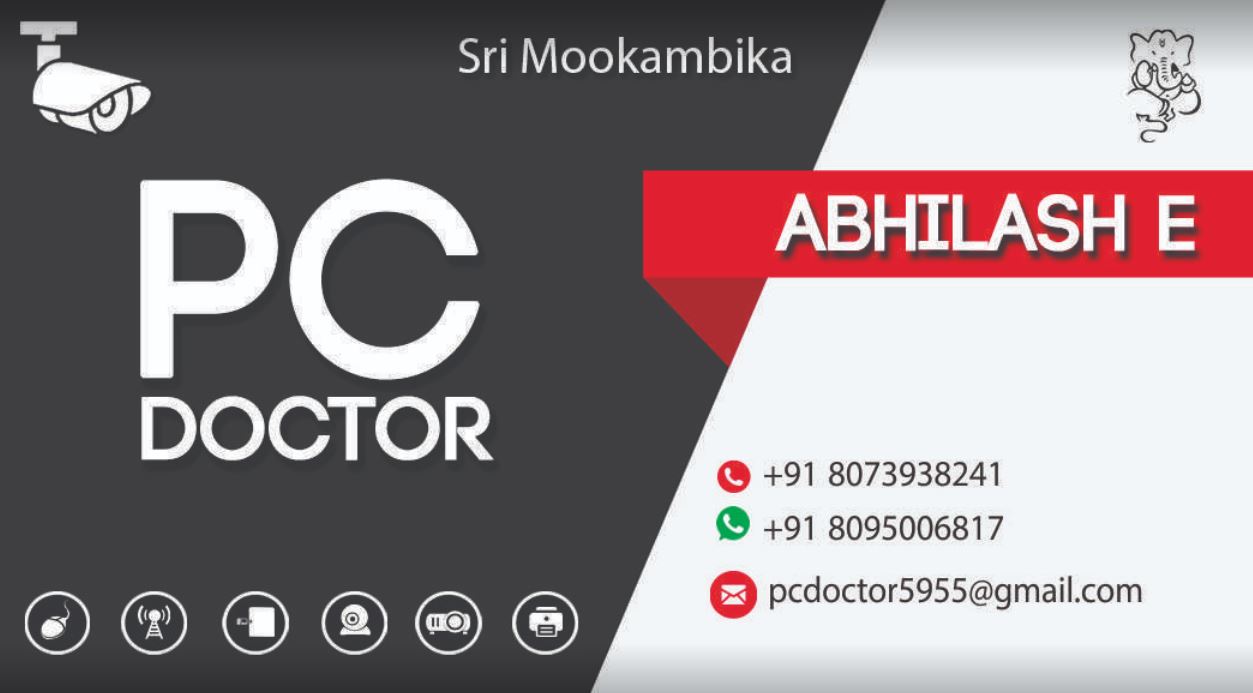 Sri Mookambika
PC
DOCTOR
ABHILASH E
+91 8073938241
+91 8095006817
pcdoctor5955@gmail.com